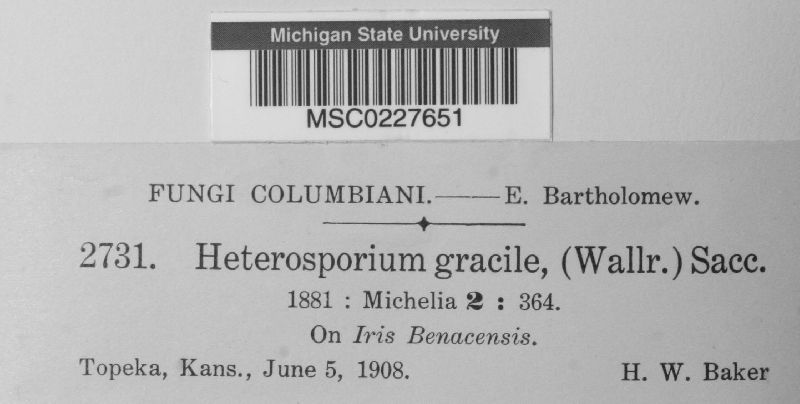 Michigan State University
MSC0227651
FUNGI COLUMBIANI.——E. Bartholomew.
2731. Heterosporium gracile, (Wallr.) Sacc.
1881 : Michelia 2 : 364.
On Iris Benacensis.
Topeka, Kans., June 5, 1908. H. W. Baker